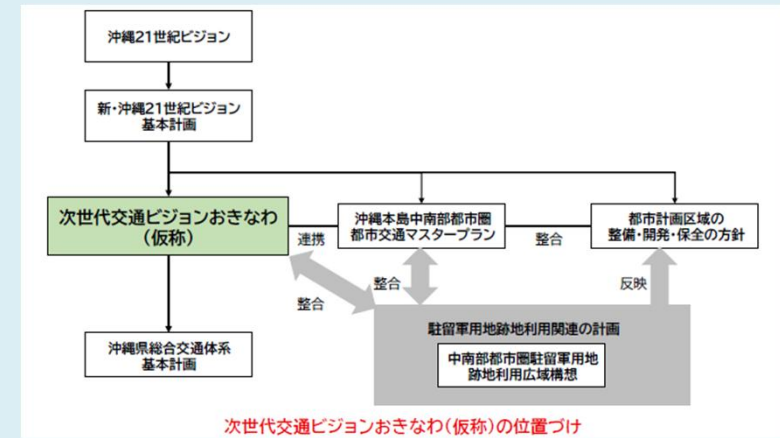 沖縄21世紀ビジョン
新・沖縄21世紀ビジョン
基本計画
次世代交通ビジョンおきなわ
（仮称）
連携
沖縄本島中南部都市圏
都市交通マスタープラン
整合
都市計画区域の
整備・開発・保全の方針
整合
整合
反映
駐留軍用地跡地利用関連の計画
中南部都市圏駐留軍用地
跡地利用広域構想
沖縄県総合交通体系
基本計画
次世代交通ビジョンおきなわ（仮称）の位置づけ